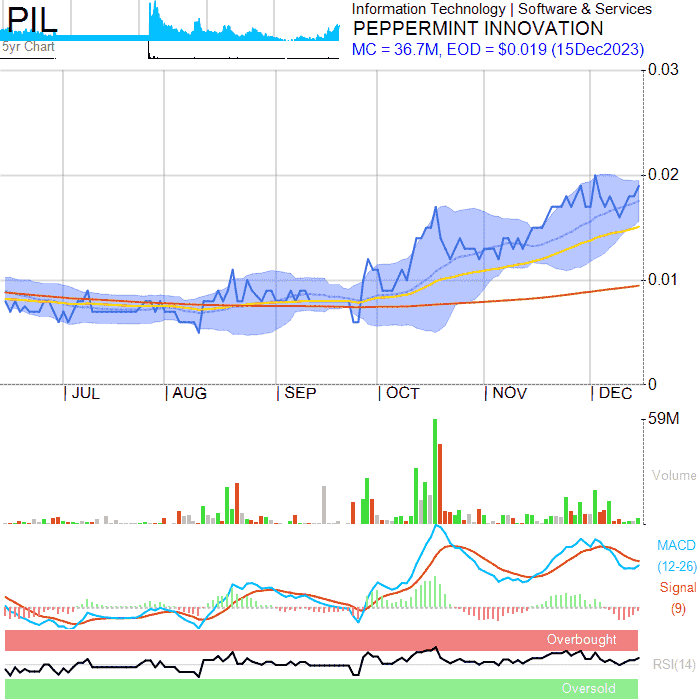 PIL
5yr Chart
Information Technology | Software & Services
PEPPERMINT INNOVATION
MC = 36.7M, EOD = $0.019 (15Dec2023)
0.03
0.02
0.01
0
| JUL | AUG | SEP | OCT | NOV | DEC
59M
Volume
MACD
(12-26)
Signal
(9)
Overbought
RSI(14)
Oversold